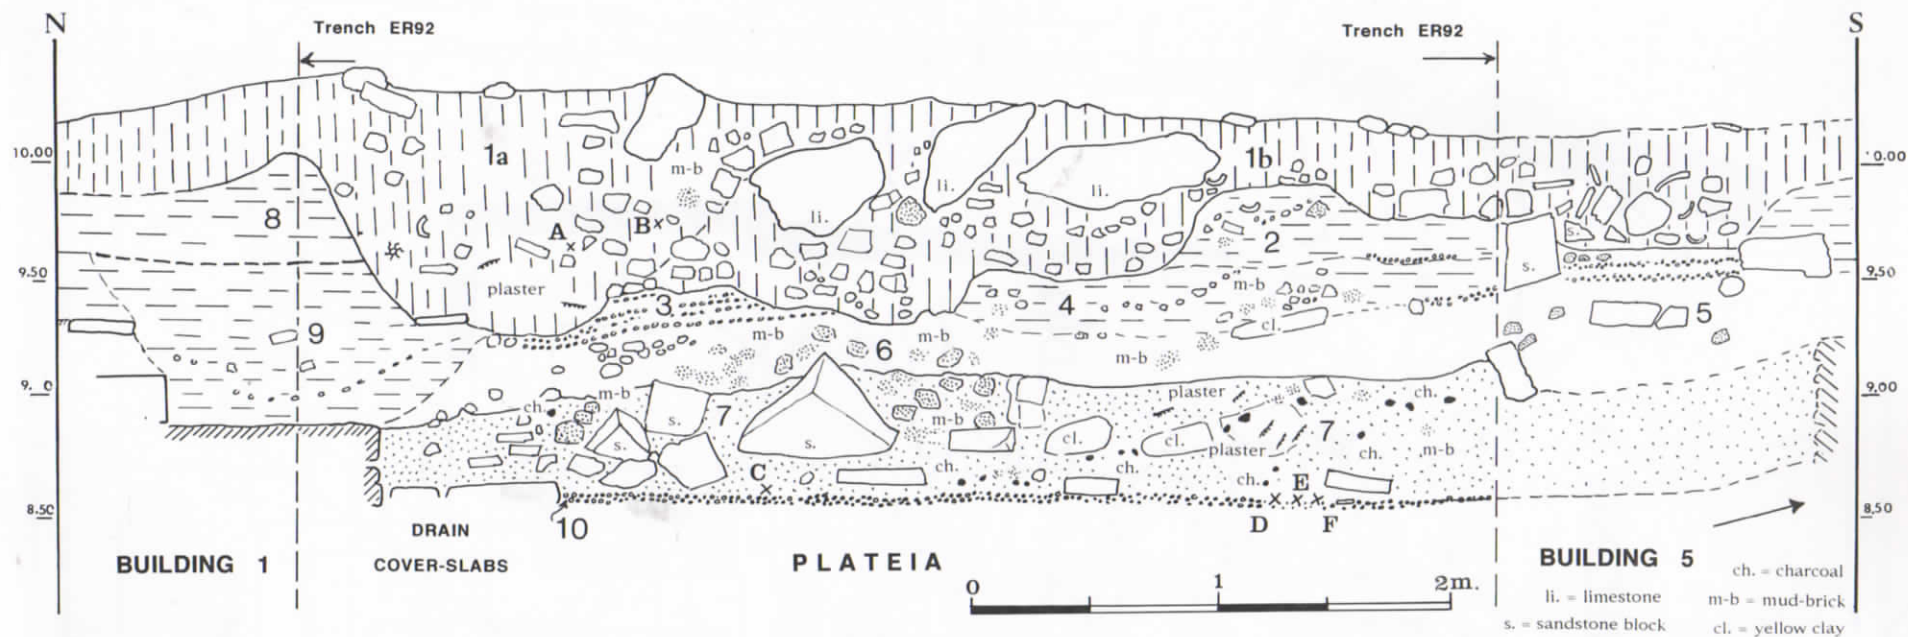 N
S
Trench ER92
Trench ER92
1a
1b
10.00
10.00
m-b
li.
li.
li.
8
A ×
B ×
2
s.
s.
9.50
9,50
plaster
3
4
m-b
cl.
5
9
m-b
6
m-b
m-b
9,00
ch.
m-b
plaster
ch.
s.
s.
7
s.
m-b
cl.
cl.
plaster
7
ch.
m-b
C
×
ch.
ch.
ch.
E
× × ×
D
F
8.50
8,50
10
DRAIN
COVER-SLABS
BUILDING 1
PLATEIA
BUILDING 5
0 1 2m.
ch. = charcoal
li. = limestone
m-b = mud-brick
s. = sandstone block
cl. = yellow clay